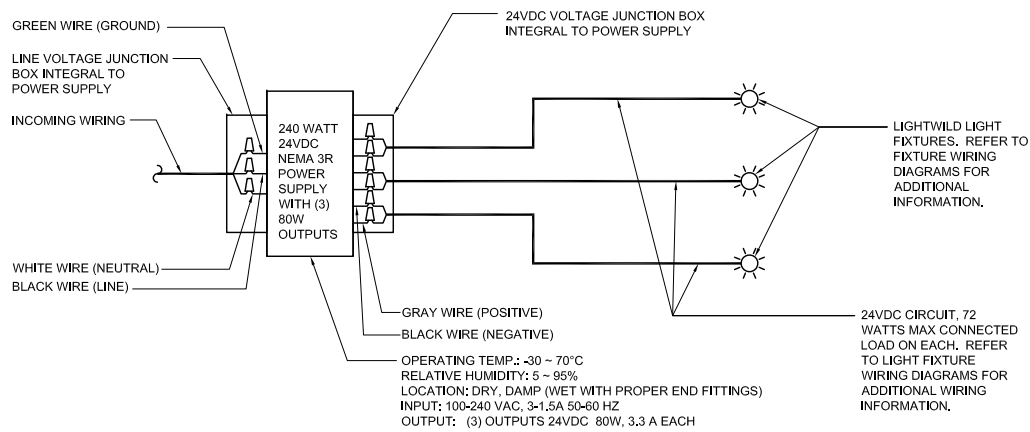 GREEN WIRE (GROUND)
LINE VOLTAGE JUNCTION
BOX INTEGRAL TO
POWER SUPPLY
INCOMING WIRING
WHITE WIRE (NEUTRAL)
BLACK WIRE (LINE)
240 WATT
24VDC
NEMA 3R
POWER
SUPPLY
WITH (3)
80W
OUTPUTS
24VDC VOLTAGE JUNCTION BOX
INTEGRAL TO POWER SUPPLY
LIGHTWILD LIGHT
FIXTURES. REFER TO
FIXTURE WIRING
DIAGRAMS FOR
ADDITIONAL
INFORMATION.
GRAY WIRE (POSITIVE)
BLACK WIRE (NEGATIVE)
OPERATING TEMP.: -30 ~ 70°C
RELATIVE HUMIDITY: 5 ~ 95%
LOCATION: DRY, DAMP (WET WITH PROPER END FITTINGS)
INPUT: 100-240 VAC, 3-1.5A 50-60 HZ
OUTPUT: (3) OUTPUTS 24VDC 80W, 3.3 A EACH
24VDC CIRCUIT, 72
WATTS MAX CONNECTED
LOAD ON EACH. REFER
TO LIGHT FIXTURE
WIRING DIAGRAMS FOR
ADDITIONAL WIRING
INFORMATION.